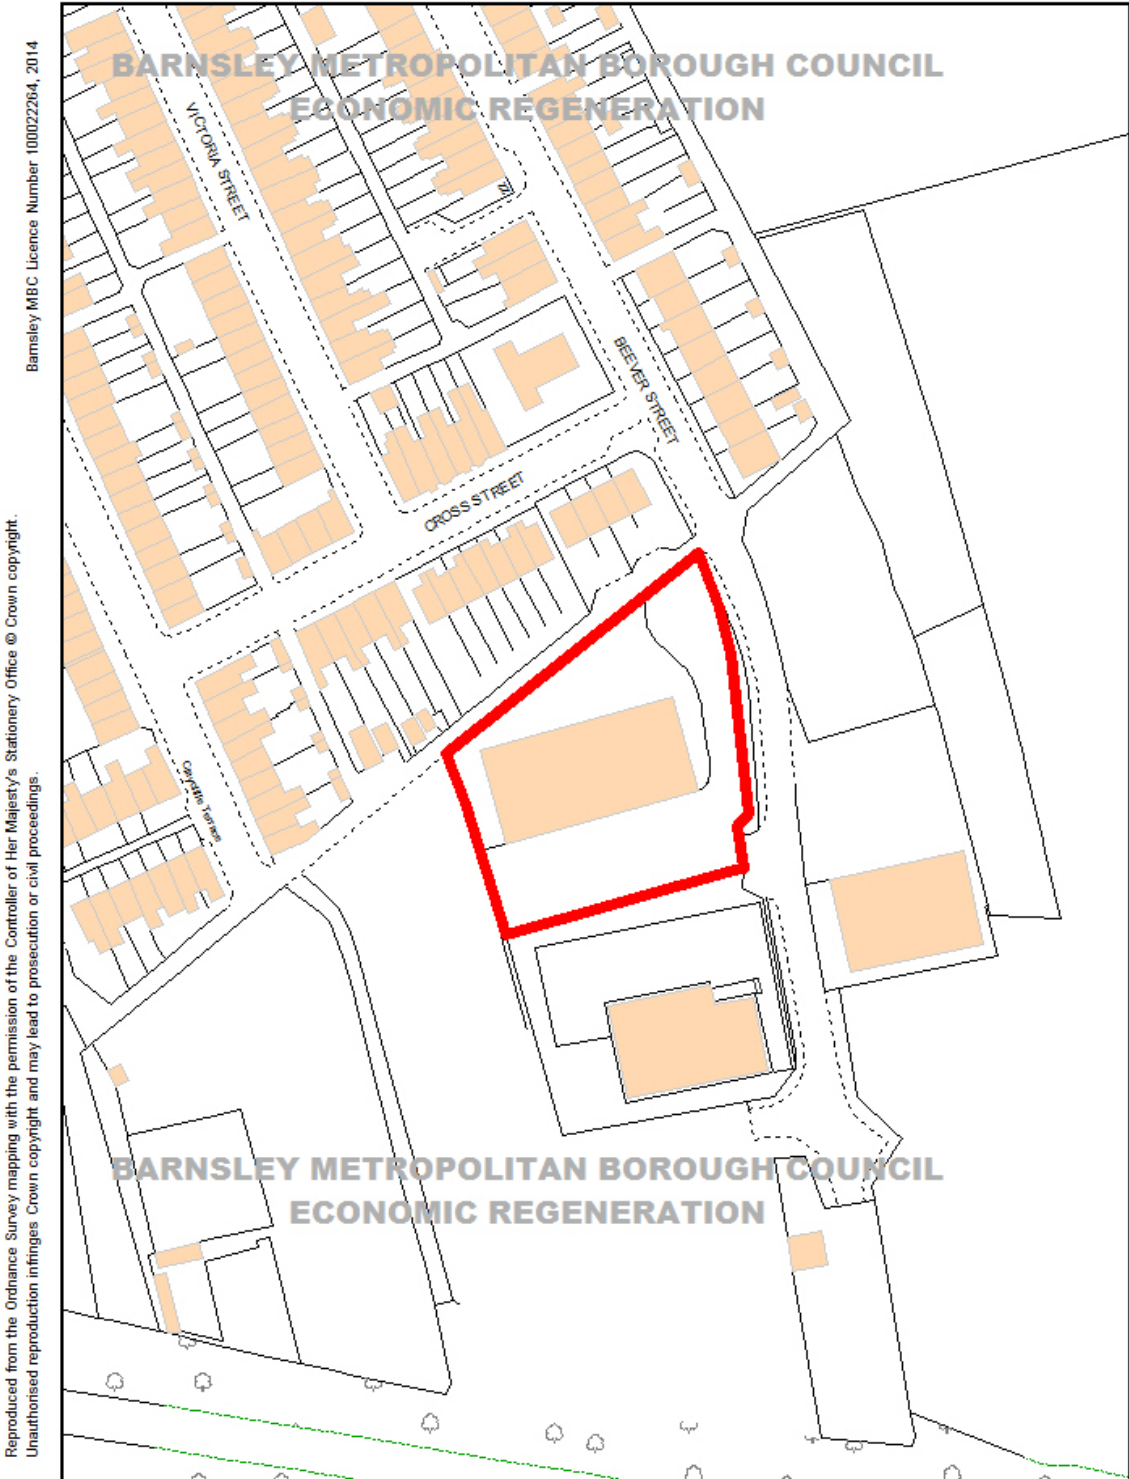 BARNSLEY METROPOLITAN BOROUGH COUNCIL
ECONOMIC REGENERATION
VICTORIA STREET
BEEVER STREET
CROSS STREET
Terrace
BARNSLEY METROPOLITAN BOROUGH COUNCIL
ECONOMIC REGENERATION
Reproduced from the Ordnance Survey mapping with the permission of the Controller of Her Majesty's Stationery Office © Crown copyright.
Unauthorised reproduction infringes Crown copyright and may lead to prosecution or civil proceedings.
Barnsley MBC Licence Number 100022264, 2014